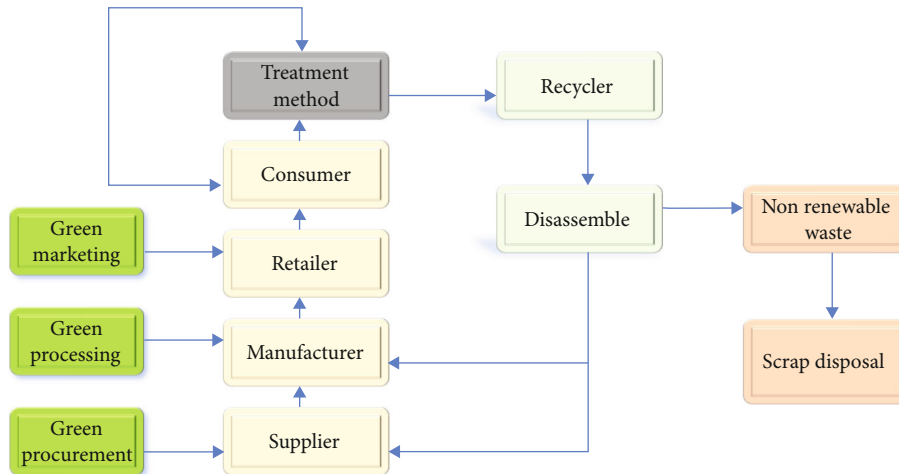 Treatment
method
Recycler
Consumer
Green
marketing
Retailer
Disassemble
Non renewable
waste
Green
processing
Manufacturer
Scrap disposal
Green
procurement
Supplier